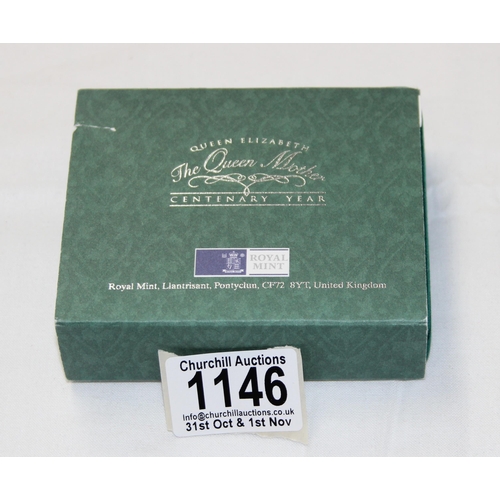 QUEEN ELIZABETH
The Queen Mother
CENTENARY YEAR
ROYAL
MINT
Royal Mint, Llantrisant, Pontyclun, CF72 8YT, United Kingdom
Churchill Auctions
1146
Info@churchillauctions.co.uk
31st Oct & 1st Nov